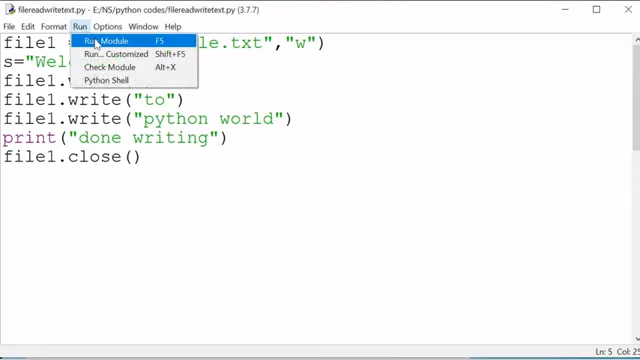 filereadwritetext.py - E:/NS/python codes/filereadwritetext.py (3.7.7)
File Edit Format Run Options Window Help
file1 = le.txt","w")
Run Module F5
s="Wel
Run... Customized Shift+F5
Check Module Alt+X
file1.w
Python Shell
file1.write("to")
file1.write("python world")
print("done writing")
file1.close()
Ln: 5 Col: 25